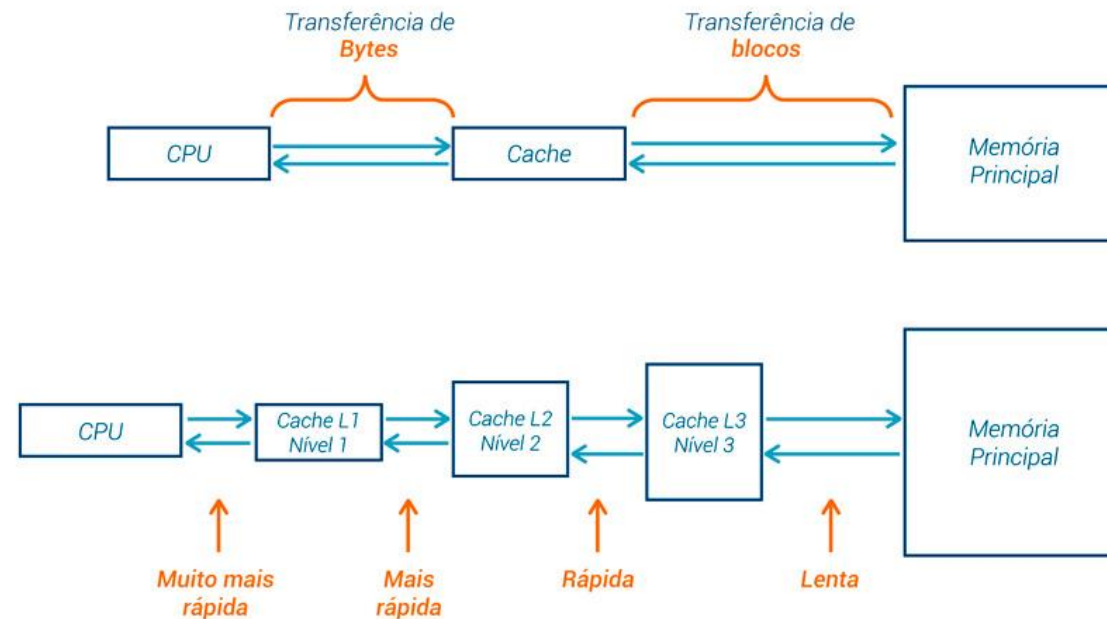 Transferência de
Bytes
Transferência de
blocos
CPU
Cache
Memória
Principal
CPU
Cache L1
Nível 1
Cache L2
Nível 2
Cache L3
Nível 3
Memória
Principal
Muito mais
rápida
Mais
rápida
Rápida
Lenta